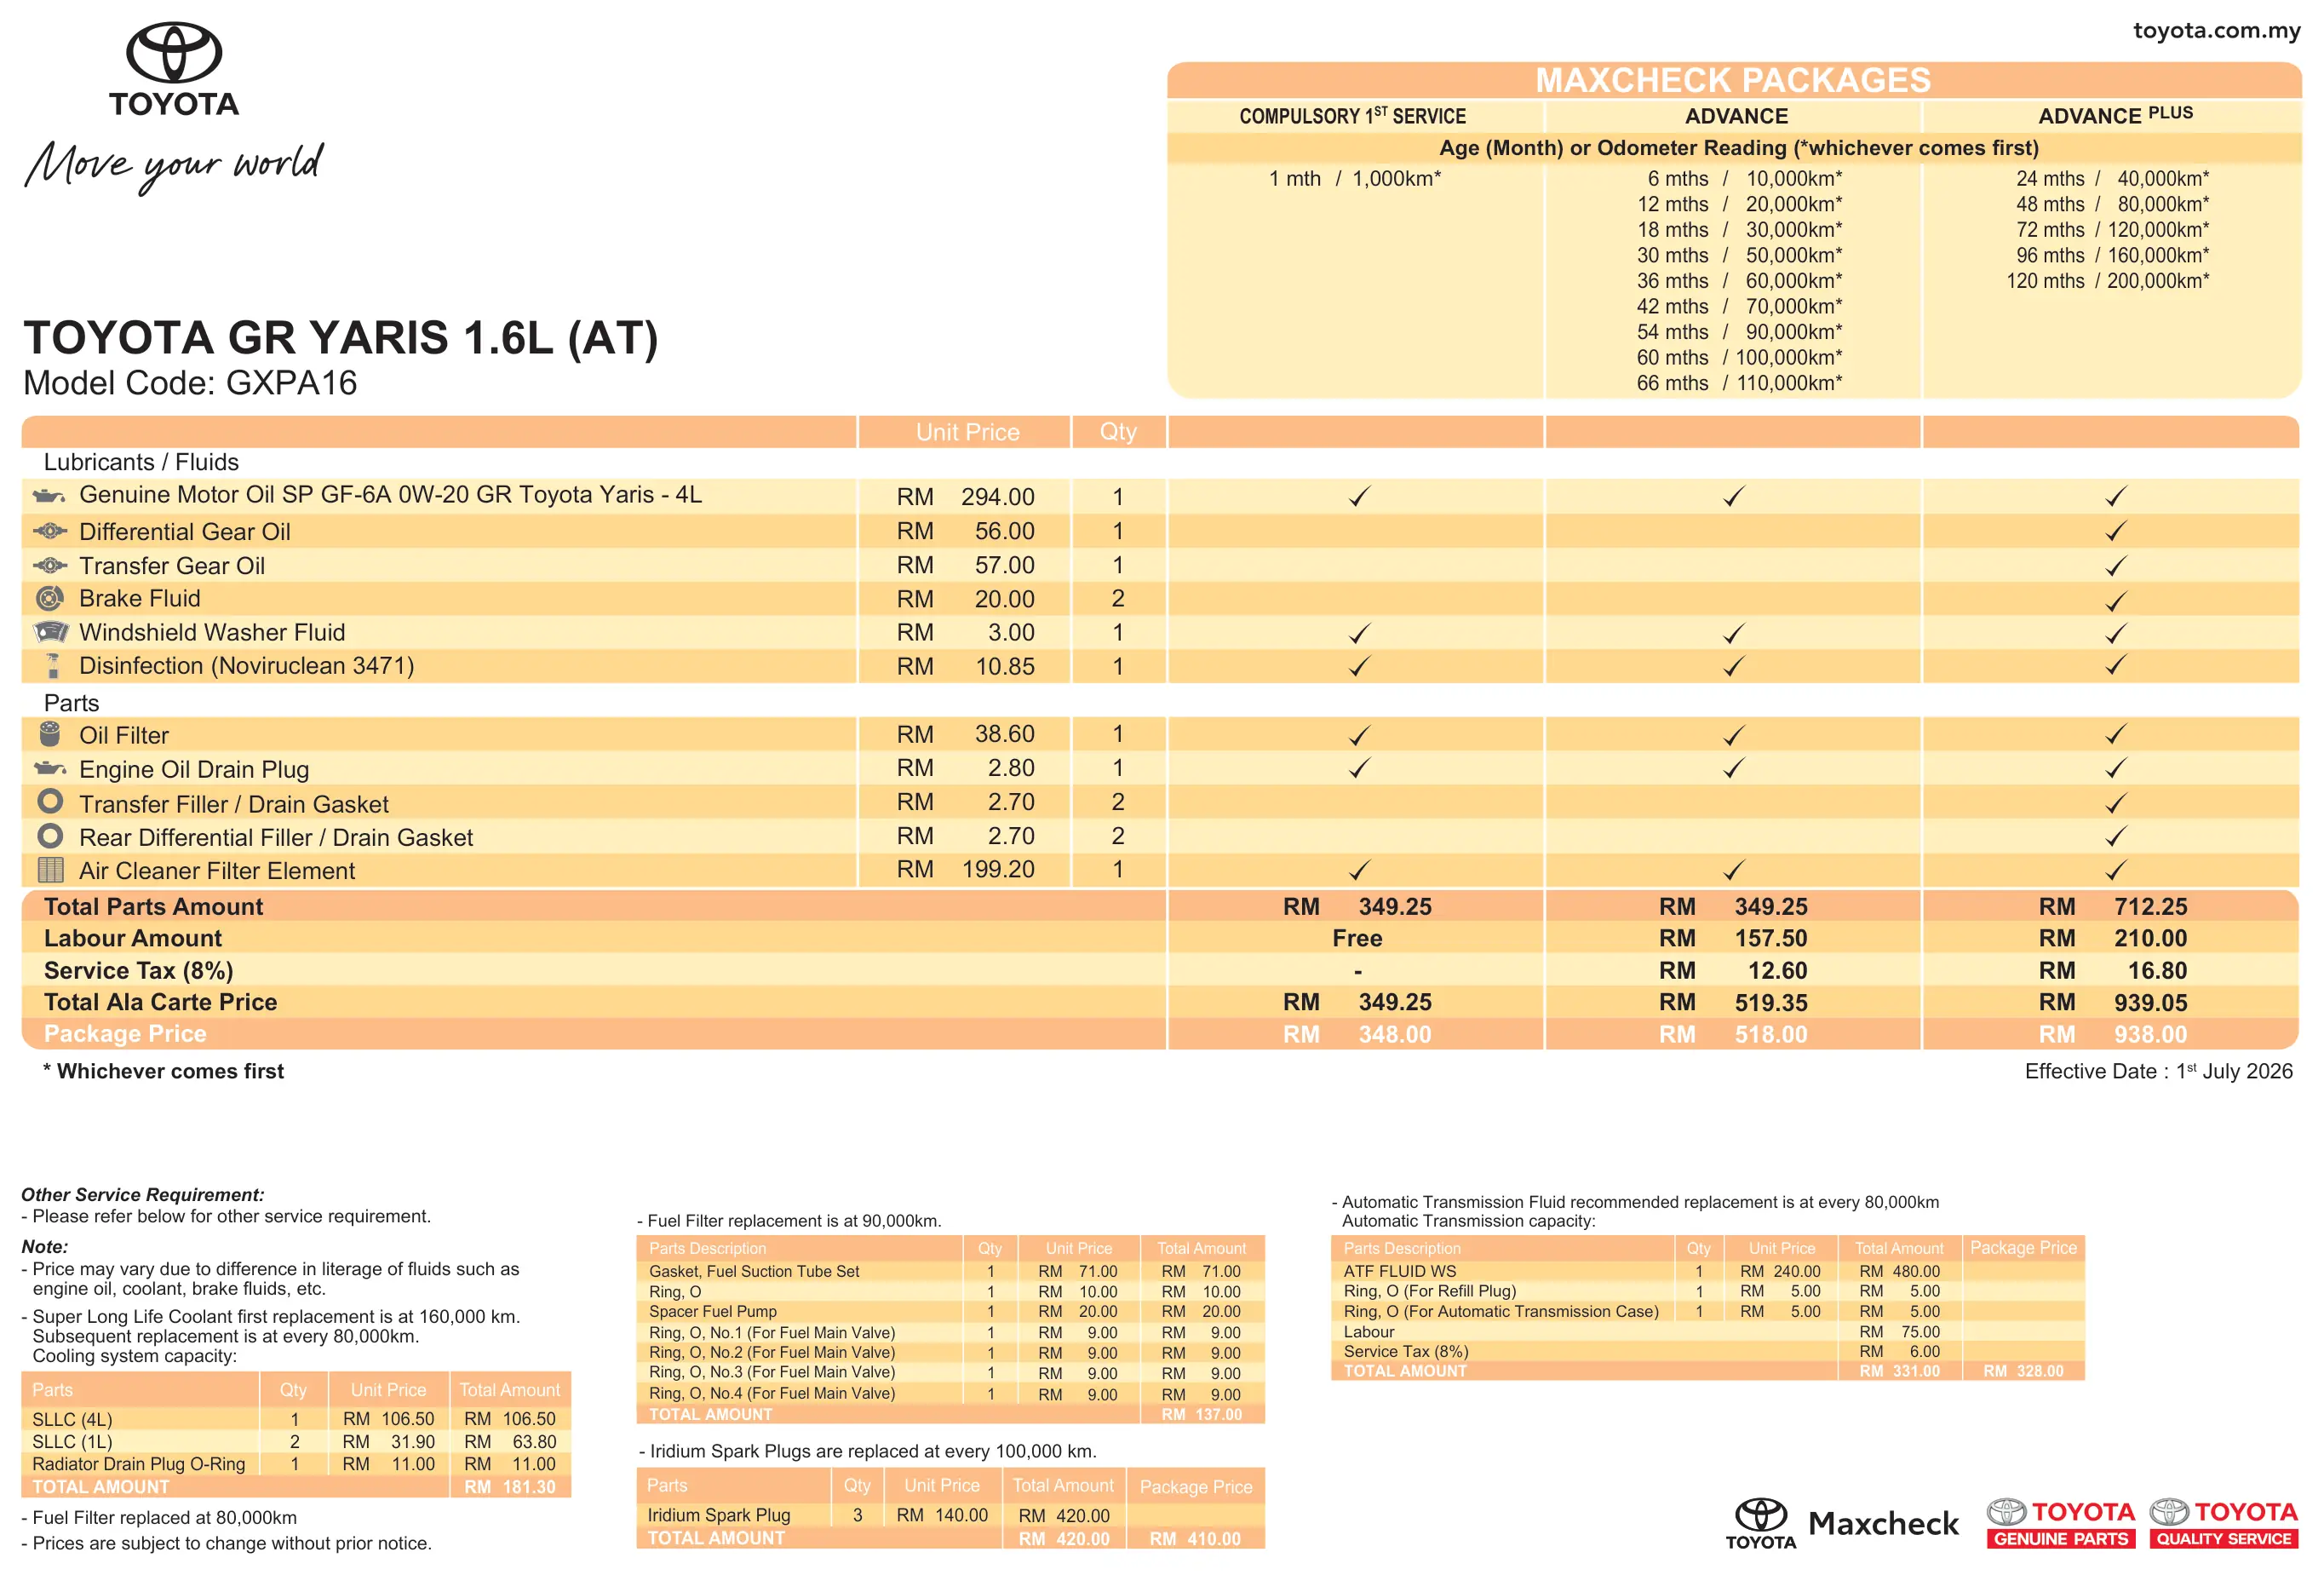 TOYOTA
Move your world
toyota.com.my
MAXCHECK PACKAGES
COMPULSORY 1ST SERVICE ADVANCE ADVANCE PLUS
Age (Month) or Odometer Reading (*whichever comes first)
1 mth / 1,000km* 6 mths / 10,000km* 24 mths / 40,000km*
12 mths / 20,000km* 48 mths / 80,000km*
18 mths / 30,000km* 72 mths / 120,000km*
30 mths / 50,000km* 96 mths / 160,000km*
36 mths / 60,000km* 120 mths / 200,000km*
42 mths / 70,000km*
54 mths / 90,000km*
60 mths / 100,000km*
66 mths / 110,000km*
TOYOTA GR YARIS 1.6L (AT)
Model Code: GXPA16
Unit Price Qty
Lubricants / Fluids
Genuine Motor Oil SP GF-6A 0W-20 GR Toyota Yaris - 4L RM 294.00 1 ✓ ✓ ✓
Differential Gear Oil RM 56.00 1 ✓
Transfer Gear Oil RM 57.00 1 ✓
Brake Fluid RM 20.00 2 ✓
Windshield Washer Fluid RM 3.00 1 ✓ ✓ ✓
Disinfection (Noviruclean 3471) RM 10.85 1 ✓ ✓ ✓
Parts
Oil Filter RM 38.60 1 ✓ ✓ ✓
Engine Oil Drain Plug RM 2.80 1 ✓ ✓ ✓
Transfer Filler / Drain Gasket RM 2.70 2 ✓
Rear Differential Filler / Drain Gasket RM 2.70 2 ✓
Air Cleaner Filter Element RM 199.20 1 ✓ ✓ ✓
Total Parts Amount RM 349.25 RM 349.25 RM 712.25
Labour Amount Free RM 157.50 RM 210.00
Service Tax (8%) - RM 12.60 RM 16.80
Total Ala Carte Price RM 349.25 RM 519.35 RM 939.05
Package Price RM 348.00 RM 518.00 RM 938.00
* Whichever comes first
Effective Date : 1st July 2026
Other Service Requirement:
- Please refer below for other service requirement.
Note:
- Price may vary due to difference in literage of fluids such as
engine oil, coolant, brake fluids, etc.
- Super Long Life Coolant first replacement is at 160,000 km.
Subsequent replacement is at every 80,000km.
Cooling system capacity:
Parts Qty Unit Price Total Amount
SLLC (4L) 1 RM 106.50 RM 106.50
SLLC (1L) 2 RM 31.90 RM 63.80
Radiator Drain Plug O-Ring 1 RM 11.00 RM 11.00
TOTAL AMOUNT RM 181.30
- Fuel Filter replaced at 80,000km
- Prices are subject to change without prior notice.
- Fuel Filter replacement is at 90,000km.
Parts Description Qty Unit Price Total Amount
Gasket, Fuel Suction Tube Set 1 RM 71.00 RM 71.00
Ring, O 1 RM 10.00 RM 10.00
Spacer Fuel Pump 1 RM 20.00 RM 20.00
Ring, O, No.1 (For Fuel Main Valve) 1 RM 9.00 RM 9.00
Ring, O, No.2 (For Fuel Main Valve) 1 RM 9.00 RM 9.00
Ring, O, No.3 (For Fuel Main Valve) 1 RM 9.00 RM 9.00
Ring, O, No.4 (For Fuel Main Valve) 1 RM 9.00 RM 9.00
TOTAL AMOUNT RM 137.00
- Iridium Spark Plugs are replaced at every 100,000 km.
Parts Qty Unit Price Total Amount Package Price
Iridium Spark Plug 3 RM 140.00 RM 420.00
TOTAL AMOUNT RM 420.00 RM 410.00
- Automatic Transmission Fluid recommended replacement is at every 80,000km
Automatic Transmission capacity:
Parts Description Qty Unit Price Total Amount Package Price
ATF FLUID WS 1 RM 240.00 RM 480.00
Ring, O (For Refill Plug) 1 RM 5.00 RM 5.00
Ring, O (For Automatic Transmission Case) 1 RM 5.00 RM 5.00
Labour RM 75.00
Service Tax (8%) RM 6.00
TOTAL AMOUNT RM 331.00 RM 328.00
TOYOTA
Maxcheck
TOYOTA
GENUINE PARTS
TOYOTA
QUALITY SERVICE